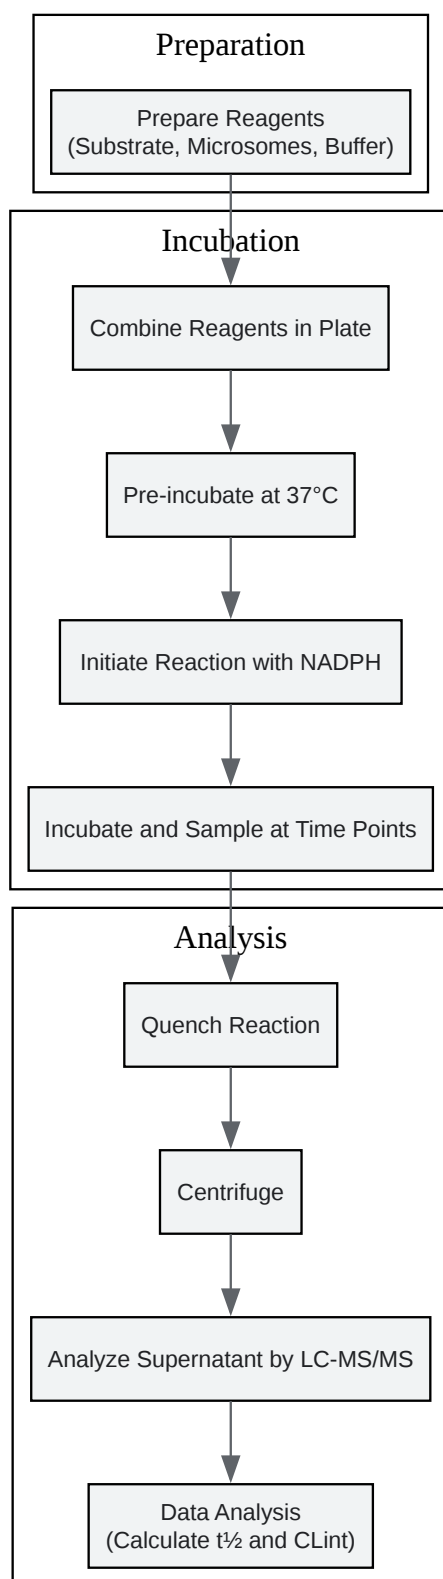 Preparation
Prepare Reagents
(Substrate, Microsomes, Buffer)
Incubation
Combine Reagents in Plate
Pre-incubate at 37°C
Initiate Reaction with NADPH
Incubate and Sample at Time Points
Analysis
Quench Reaction
Centrifuge
Analyze Supernatant by LC-MS/MS
Data Analysis
(Calculate t½ and CLint)